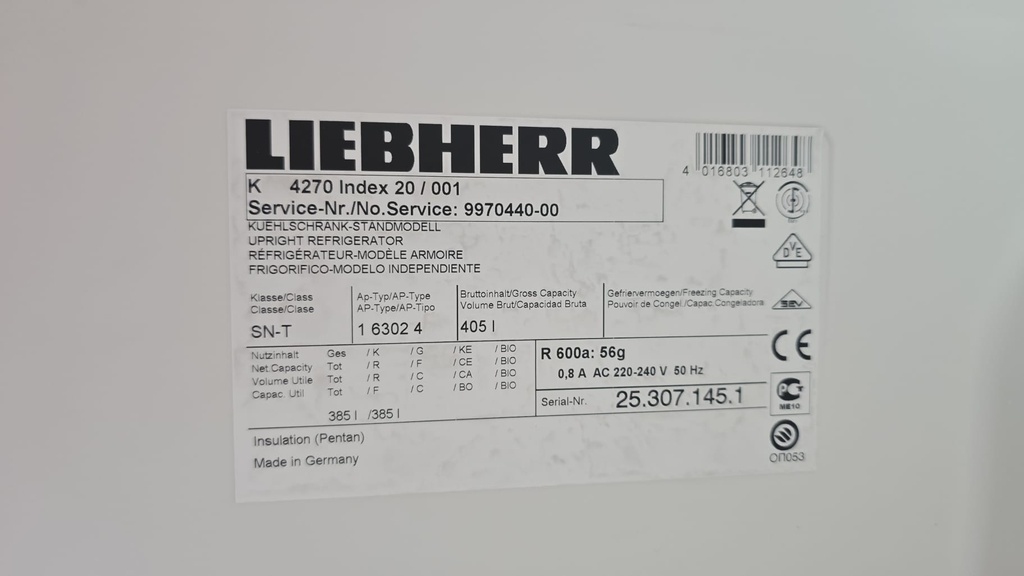 LIEBHERR
4 016803 112648
K 4270 Index 20 / 001
Service-Nr./No.Service: 9970440-00
KUEHLSCHRANK-STANDMODELL
UPRIGHT REFRIGERATOR
RÉFRIGÉRATEUR-MODÈLE ARMOIRE
FRIGORIFICO-MODELO INDEPENDIENTE
DVE
Klasse/Class
Classe/Clase
SN-T
Ap-Typ/AP-Type
AP-Type/AP-Tipo
1 6302 4
Bruttoinhalt/Gross Capacity
Volume Brut/Capacidad Bruta
405 l
Gefriervermoegen/Freezing Capacity
Pouvoir de Congel./Capac.Congeladora
SEV
CE
Nutzinhalt Ges / K / G / KE / BIO
Net.Capacity Tot / R / F / CE / BIO
Volume Utile Tot / R / C / CA / BIO
Capac. Util Tot / F / C / BO / BIO
385 l /385 l
R 600a: 56g
0,8 A AC 220-240 V 50 Hz
Serial-Nr. 25.307.145.1
ME10
ОП053
Insulation (Pentan)
Made in Germany